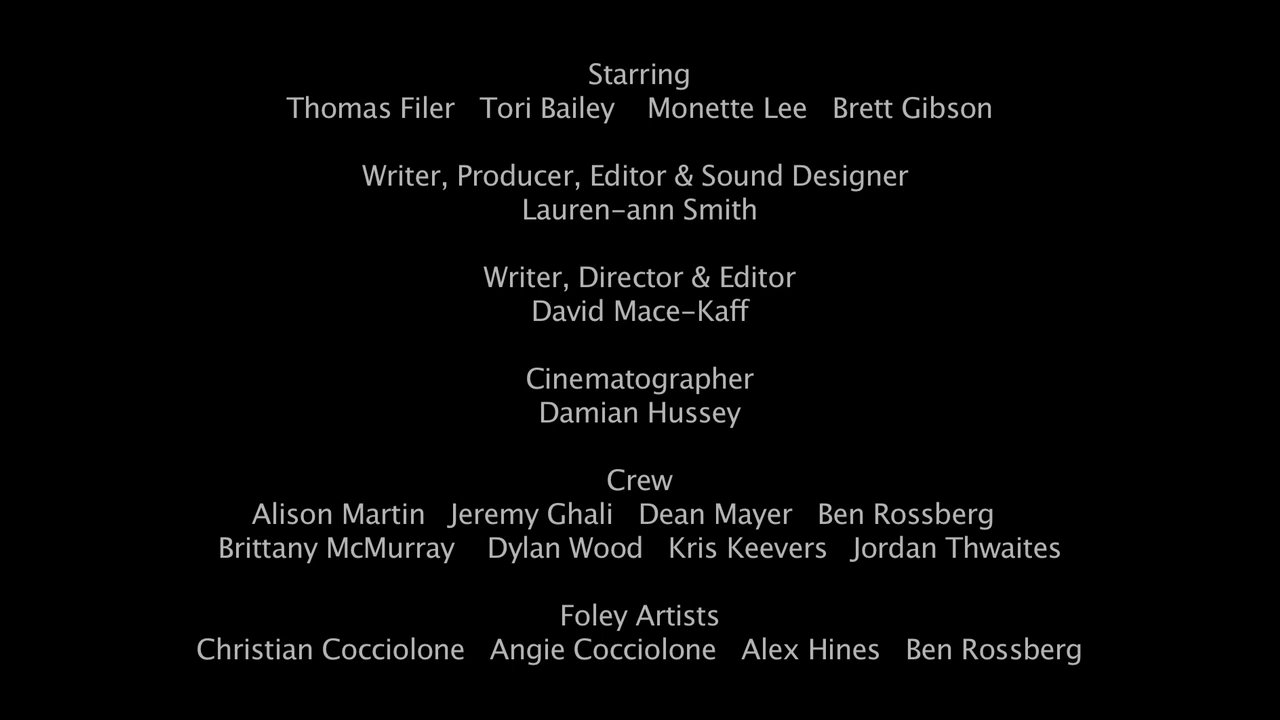 Starring
Thomas Filer Tori Bailey Monette Lee Brett Gibson
Writer, Producer, Editor & Sound Designer
Lauren-ann Smith
Writer, Director & Editor
David Mace-Kaff
Cinematographer
Damian Hussey
Crew
Alison Martin Jeremy Ghali Dean Mayer Ben Rossberg
Brittany McMurray Dylan Wood Kris Keevers Jordan Thwaites
Foley Artists
Christian Cocciolone Angie Cocciolone Alex Hines Ben Rossberg